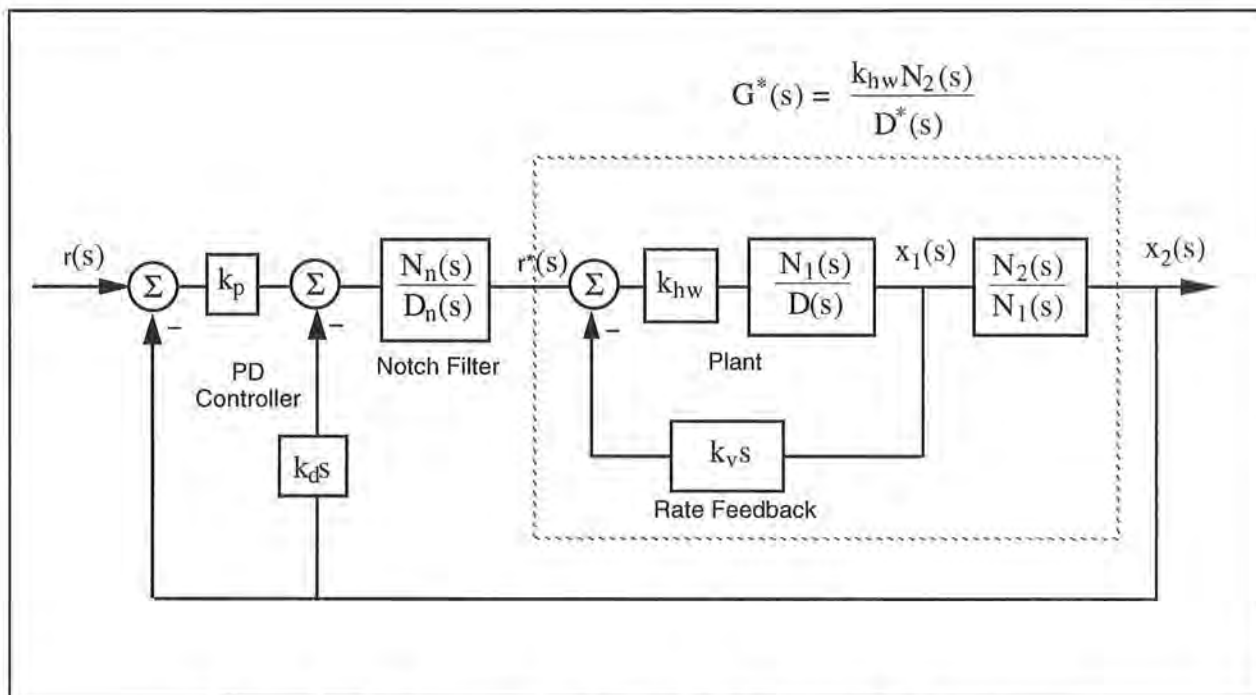 G*(s) = k_hw N_2(s) / D*(s)
r(s)
Σ
k_p
Σ
N_n(s) / D_n(s)
r*(s)
Σ
k_hw
N_1(s) / D(s)
x_1(s)
N_2(s) / N_1(s)
x_2(s)
−
−
−
PD
Controller
Notch Filter
Plant
k_d s
k_v s
Rate Feedback